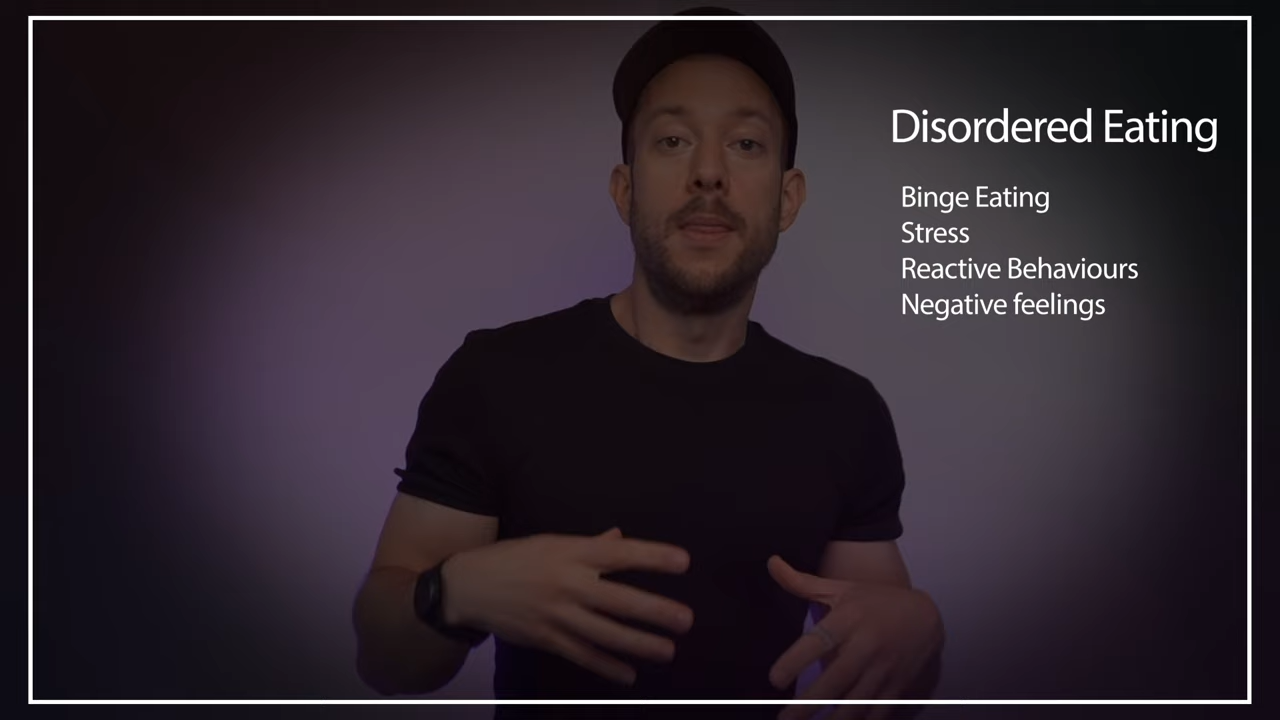 Disordered Eating
Binge Eating
Stress
Reactive Behaviours
Negative feelings